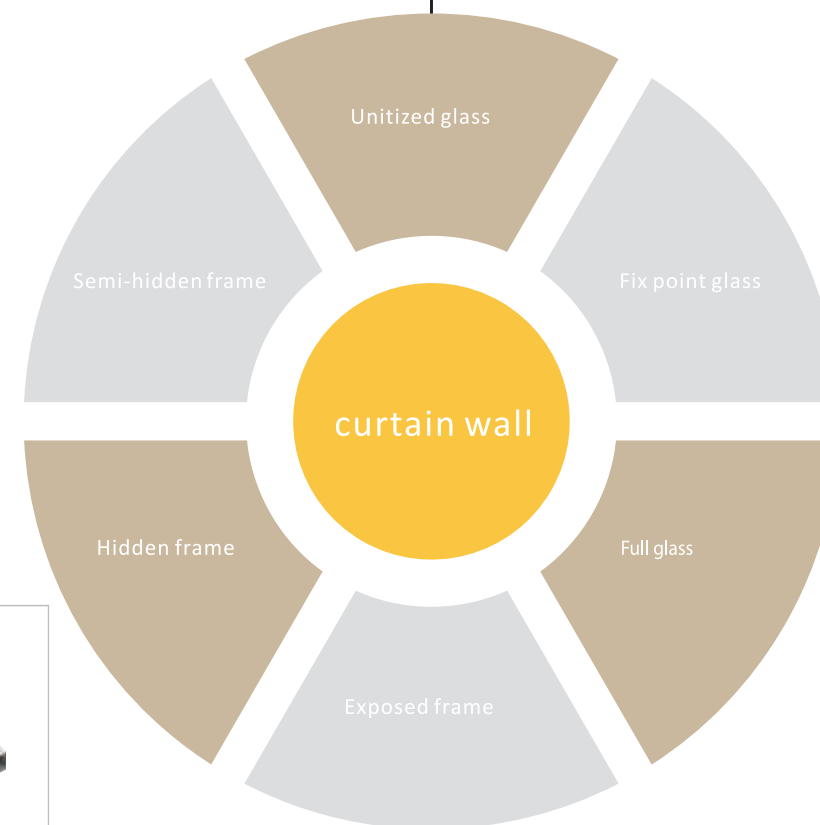 Unitized glass
Semi-hidden frame
Fix point glass
curtain wall
Hidden frame
Full glass
Exposed frame